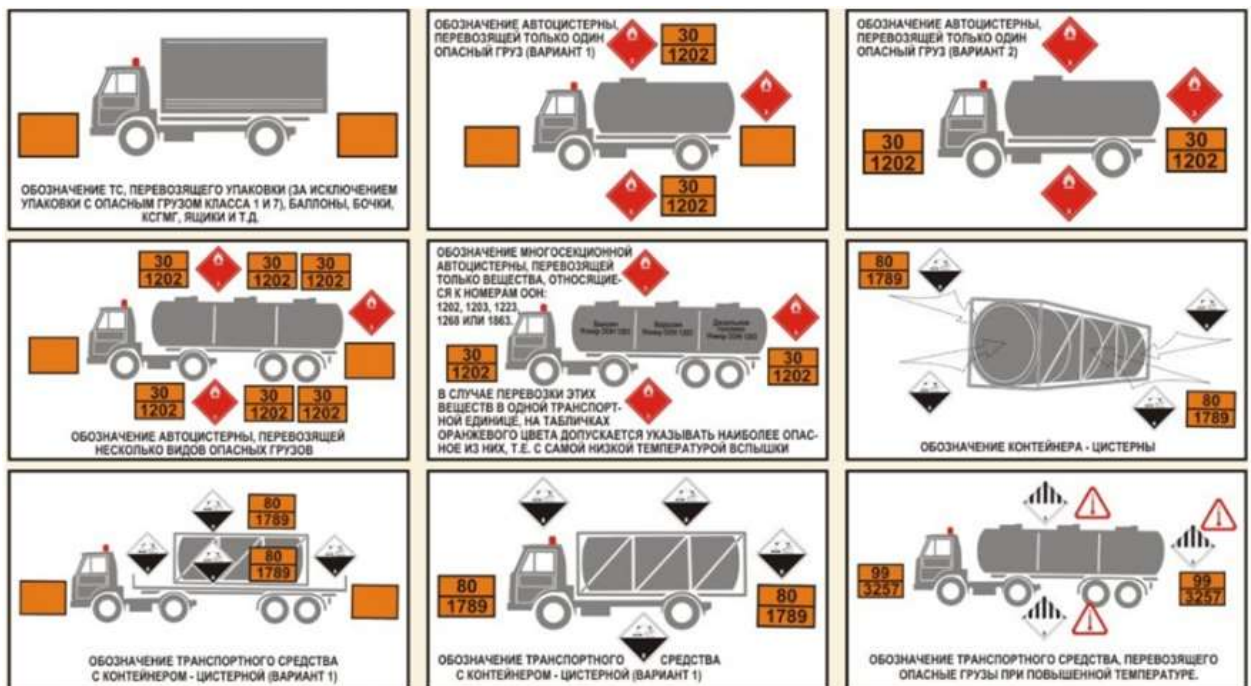 ОБОЗНАЧЕНИЕ ТС, ПЕРЕВОЗЯЩЕГО УПАКОВКИ (ЗА ИСКЛЮЧЕНИЕМ
УПАКОВКИ С ОПАСНЫМ ГРУЗОМ КЛАССА 1 И 7), БАЛЛОНЫ, БОЧКИ,
КСГМГ, ЯЩИКИ И Т.Д.
ОБОЗНАЧЕНИЕ АВТОЦИСТЕРНЫ,
ПЕРЕВОЗЯЩЕЙ ТОЛЬКО ОДИН
ОПАСНЫЙ ГРУЗ (ВАРИАНТ 1)
30
1202
3
3
30
1202
ОБОЗНАЧЕНИЕ АВТОЦИСТЕРНЫ,
ПЕРЕВОЗЯЩЕЙ ТОЛЬКО ОДИН
ОПАСНЫЙ ГРУЗ (ВАРИАНТ 2)
3
3
30
1202
30
1202
3
30 30 30
1202 1202 1202
3
30 30 30
1202 1202 1202
ОБОЗНАЧЕНИЕ АВТОЦИСТЕРНЫ, ПЕРЕВОЗЯЩЕЙ
НЕСКОЛЬКО ВИДОВ ОПАСНЫХ ГРУЗОВ
ОБОЗНАЧЕНИЕ МНОГОСЕКЦИОННОЙ
АВТОЦИСТЕРНЫ, ПЕРЕВОЗЯЩЕЙ
ТОЛЬКО ВЕЩЕСТВА, ОТНОСЯЩИЕ-
СЯ К НОМЕРАМ ООН:
1202, 1203, 1223,
1268 ИЛИ 1863.
30
1202
30
1202
В СЛУЧАЕ ПЕРЕВОЗКИ ЭТИХ
ВЕЩЕСТВ В ОДНОЙ ТРАНСПОРТ-
НОЙ ЕДИНИЦЕ, НА ТАБЛИЧКАХ
ОРАНЖЕВОГО ЦВЕТА ДОПУСКАЕТСЯ УКАЗЫВАТЬ НАИБОЛЕЕ ОПАС-
НОЕ ИЗ НИХ, Т.Е. С САМОЙ НИЗКОЙ ТЕМПЕРАТУРОЙ ВСПЫШКИ
80
1789
80
1789
ОБОЗНАЧЕНИЕ КОНТЕЙНЕРА - ЦИСТЕРНЫ
80
1789
80
1789
ОБОЗНАЧЕНИЕ ТРАНСПОРТНОГО СРЕДСТВА
С КОНТЕЙНЕРОМ - ЦИСТЕРНОЙ (ВАРИАНТ 1)
80
1789
80
1789
ОБОЗНАЧЕНИЕ ТРАНСПОРТНОГО СРЕДСТВА
С КОНТЕЙНЕРОМ - ЦИСТЕРНОЙ (ВАРИАНТ 1)
99
3257
99
3257
ОБОЗНАЧЕНИЕ ТРАНСПОРТНОГО СРЕДСТВА, ПЕРЕВОЗЯЩЕГО
ОПАСНЫЕ ГРУЗЫ ПРИ ПОВЫШЕННОЙ ТЕМПЕРАТУРЕ.